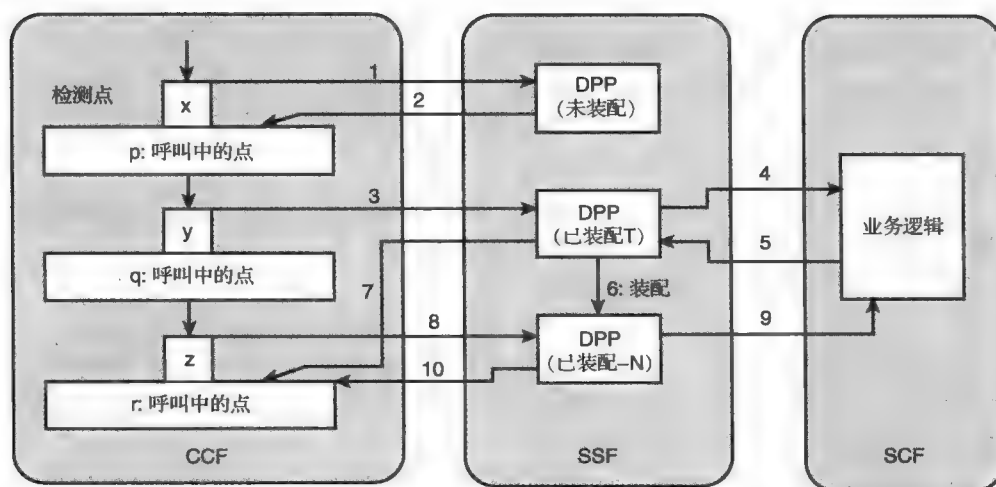 检测点
x
p: 呼叫中的点
y
q: 呼叫中的点
z
r: 呼叫中的点
CCF
1
2
3
7
8
10
DPP
(未装配)
DPP
(已装配T)
6: 装配
DPP
(已装配-N)
SSF
4
5
9
业务逻辑
SCF